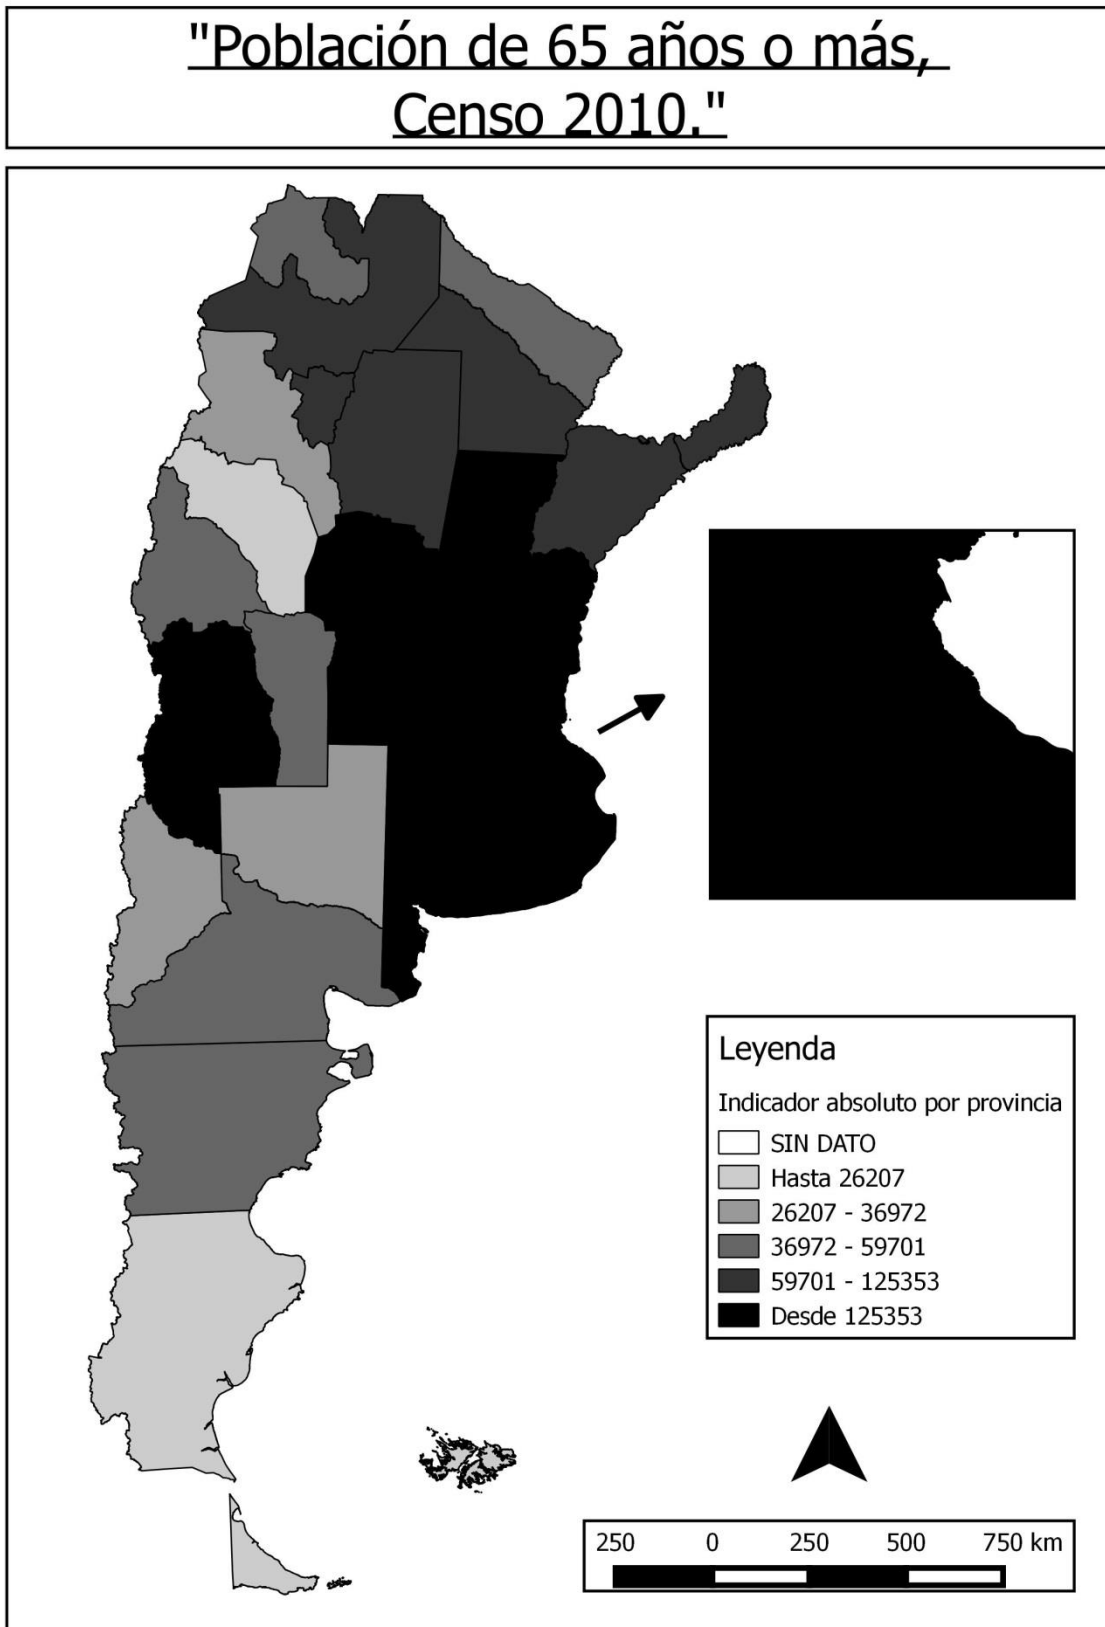 "Población de 65 años o más,
Censo 2010."
Leyenda
Indicador absoluto por provincia
SIN DATO
Hasta 26207
26207 - 36972
36972 - 59701
59701 - 125353
Desde 125353
250 0 250 500 750 km